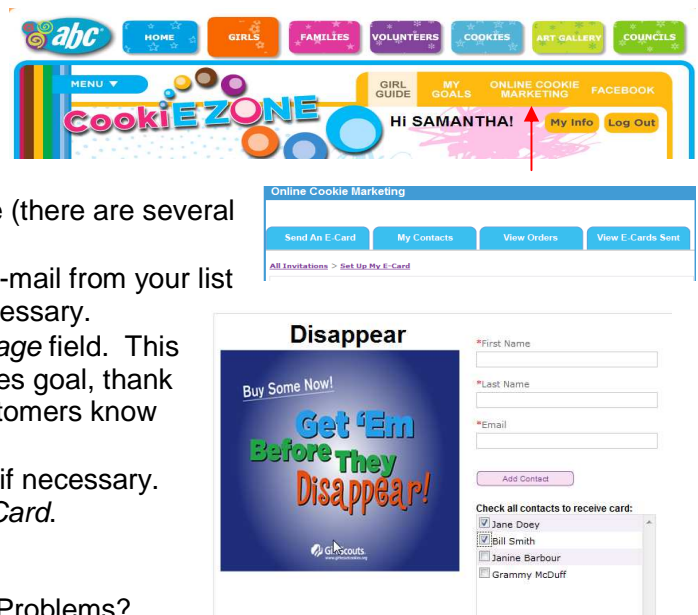 abc
HOME
GIRLS
FAMILIES
VOLUNTEERS
COOKIES
ART GALLERY
COUNCILS
MENU
GIRL GUIDE
MY GOALS
ONLINE COOKIE MARKETING
FACEBOOK
CookiEZONE
Hi SAMANTHA!
My Info
Log Out
Online Cookie Marketing
Send An E-Card
My Contacts
View Orders
View E-Cards Sent
All Invitations > Set Up My E-Card
(there are several
-mail from your list
essary.
age field. This
es goal, thank
tomers know
if necessary.
Card.
Problems?
Disappear
Buy Some Now!
Get 'Em
Before They
Disappear!
Girl Scouts.
*First Name
*Last Name
*Email
Add Contact
Check all contacts to receive card:
Jane Doey
Bill Smith
Janine Barbour
Grammy McDuff